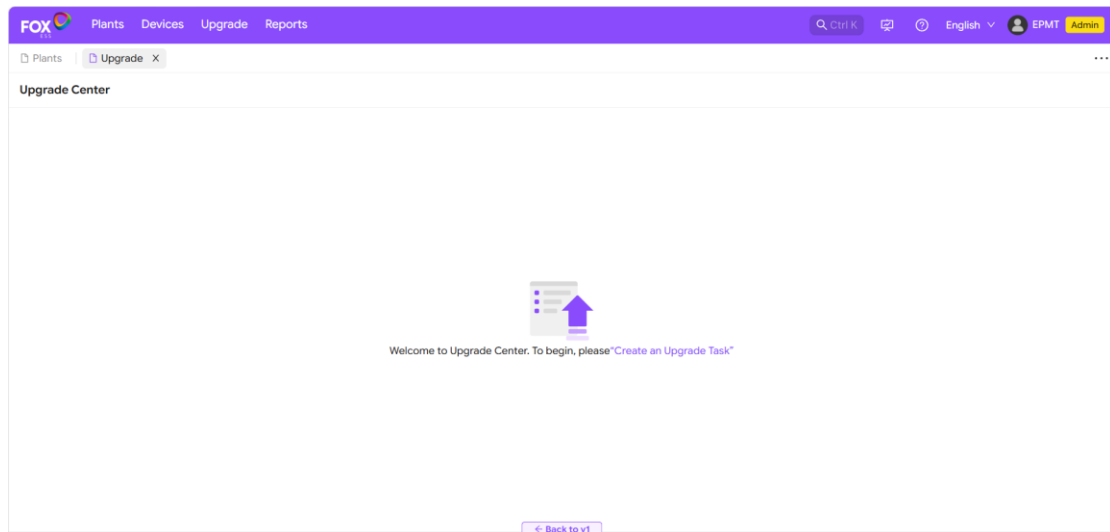 FOX ESS Plants Devices Upgrade Reports Ctrl K English EPMT Admin
Plants Upgrade X
Upgrade Center
Welcome to Upgrade Center. To begin, please"Create an Upgrade Task"
← Back to v1